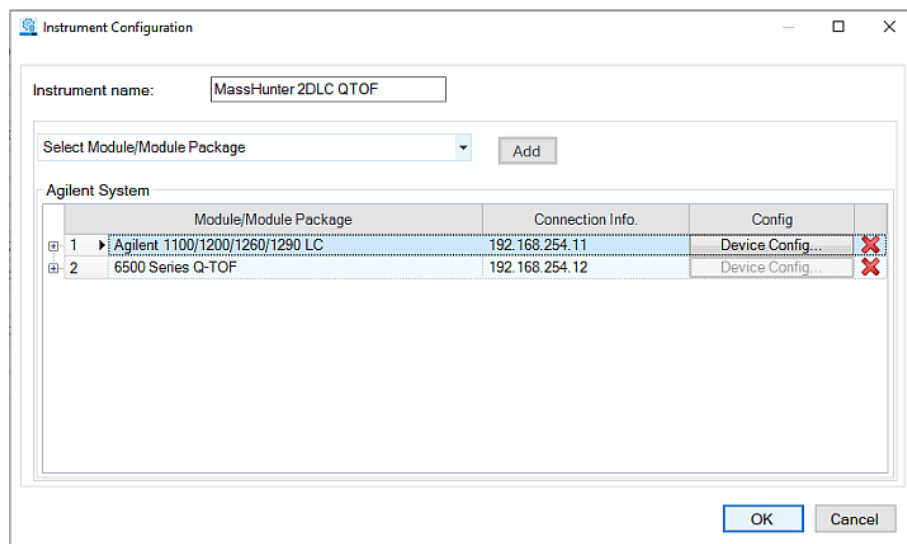 Instrument Configuration
Instrument name: MassHunter 2DLC QTOF
Select Module/Module Package Add
Agilent System
Module/Module Package Connection Info. Config
1 Agilent 1100/1200/1260/1290 LC 192.168.254.11 Device Config...
2 6500 Series Q-TOF 192.168.254.12 Device Config...
OK Cancel